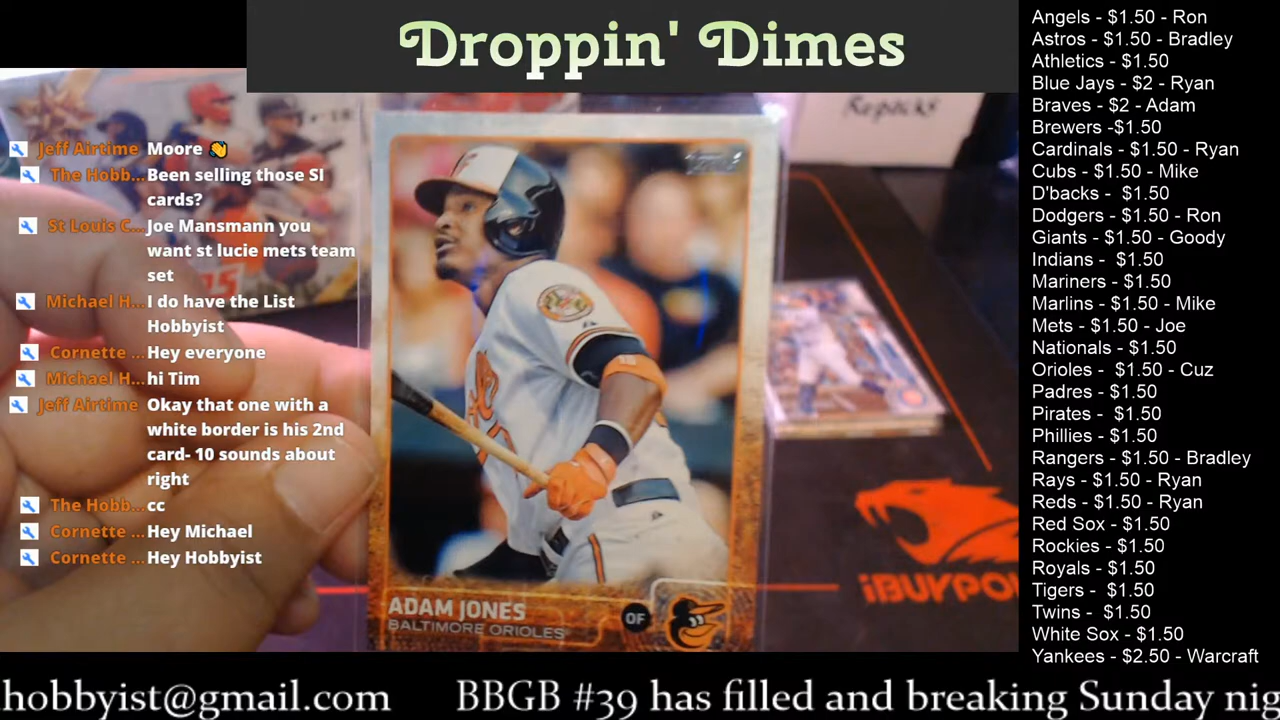 Droppin' Dimes
Repacks
Jeff Airtime Moore 👏
The Hobb... Been selling those SI
cards?
St Louis C... Joe Mansmann you
want st lucie mets team
set
Michael H... I do have the List
Hobbyist
Cornette ... Hey everyone
Michael H... hi Tim
Jeff Airtime Okay that one with a
white border is his 2nd
card- 10 sounds about
right
The Hobb... cc
Cornette ... Hey Michael
Cornette ... Hey Hobbyist
Topps
ADAM JONES
BALTIMORE ORIOLES
OF
iBUYPO
Angels - $1.50 - Ron
Astros - $1.50 - Bradley
Athletics - $1.50
Blue Jays - $2 - Ryan
Braves - $2 - Adam
Brewers -$1.50
Cardinals - $1.50 - Ryan
Cubs - $1.50 - Mike
D'backs - $1.50
Dodgers - $1.50 - Ron
Giants - $1.50 - Goody
Indians - $1.50
Mariners - $1.50
Marlins - $1.50 - Mike
Mets - $1.50 - Joe
Nationals - $1.50
Orioles - $1.50 - Cuz
Padres - $1.50
Pirates - $1.50
Phillies - $1.50
Rangers - $1.50 - Bradley
Rays - $1.50 - Ryan
Reds - $1.50 - Ryan
Red Sox - $1.50
Rockies - $1.50
Royals - $1.50
Tigers - $1.50
Twins - $1.50
White Sox - $1.50
Yankees - $2.50 - Warcraft
hobbyist@gmail.com BBGB #39 has filled and breaking Sunday nig